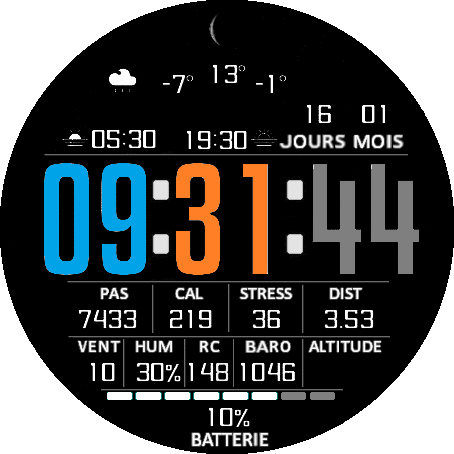 -7° 13° -1°
16 01
05:30 19:30 JOURS MOIS
09:31:44
PAS CAL STRESS DIST
7433 219 36 3.53
VENT HUM RC BARO ALTITUDE
10 30% 148 1046
10%
BATTERIE